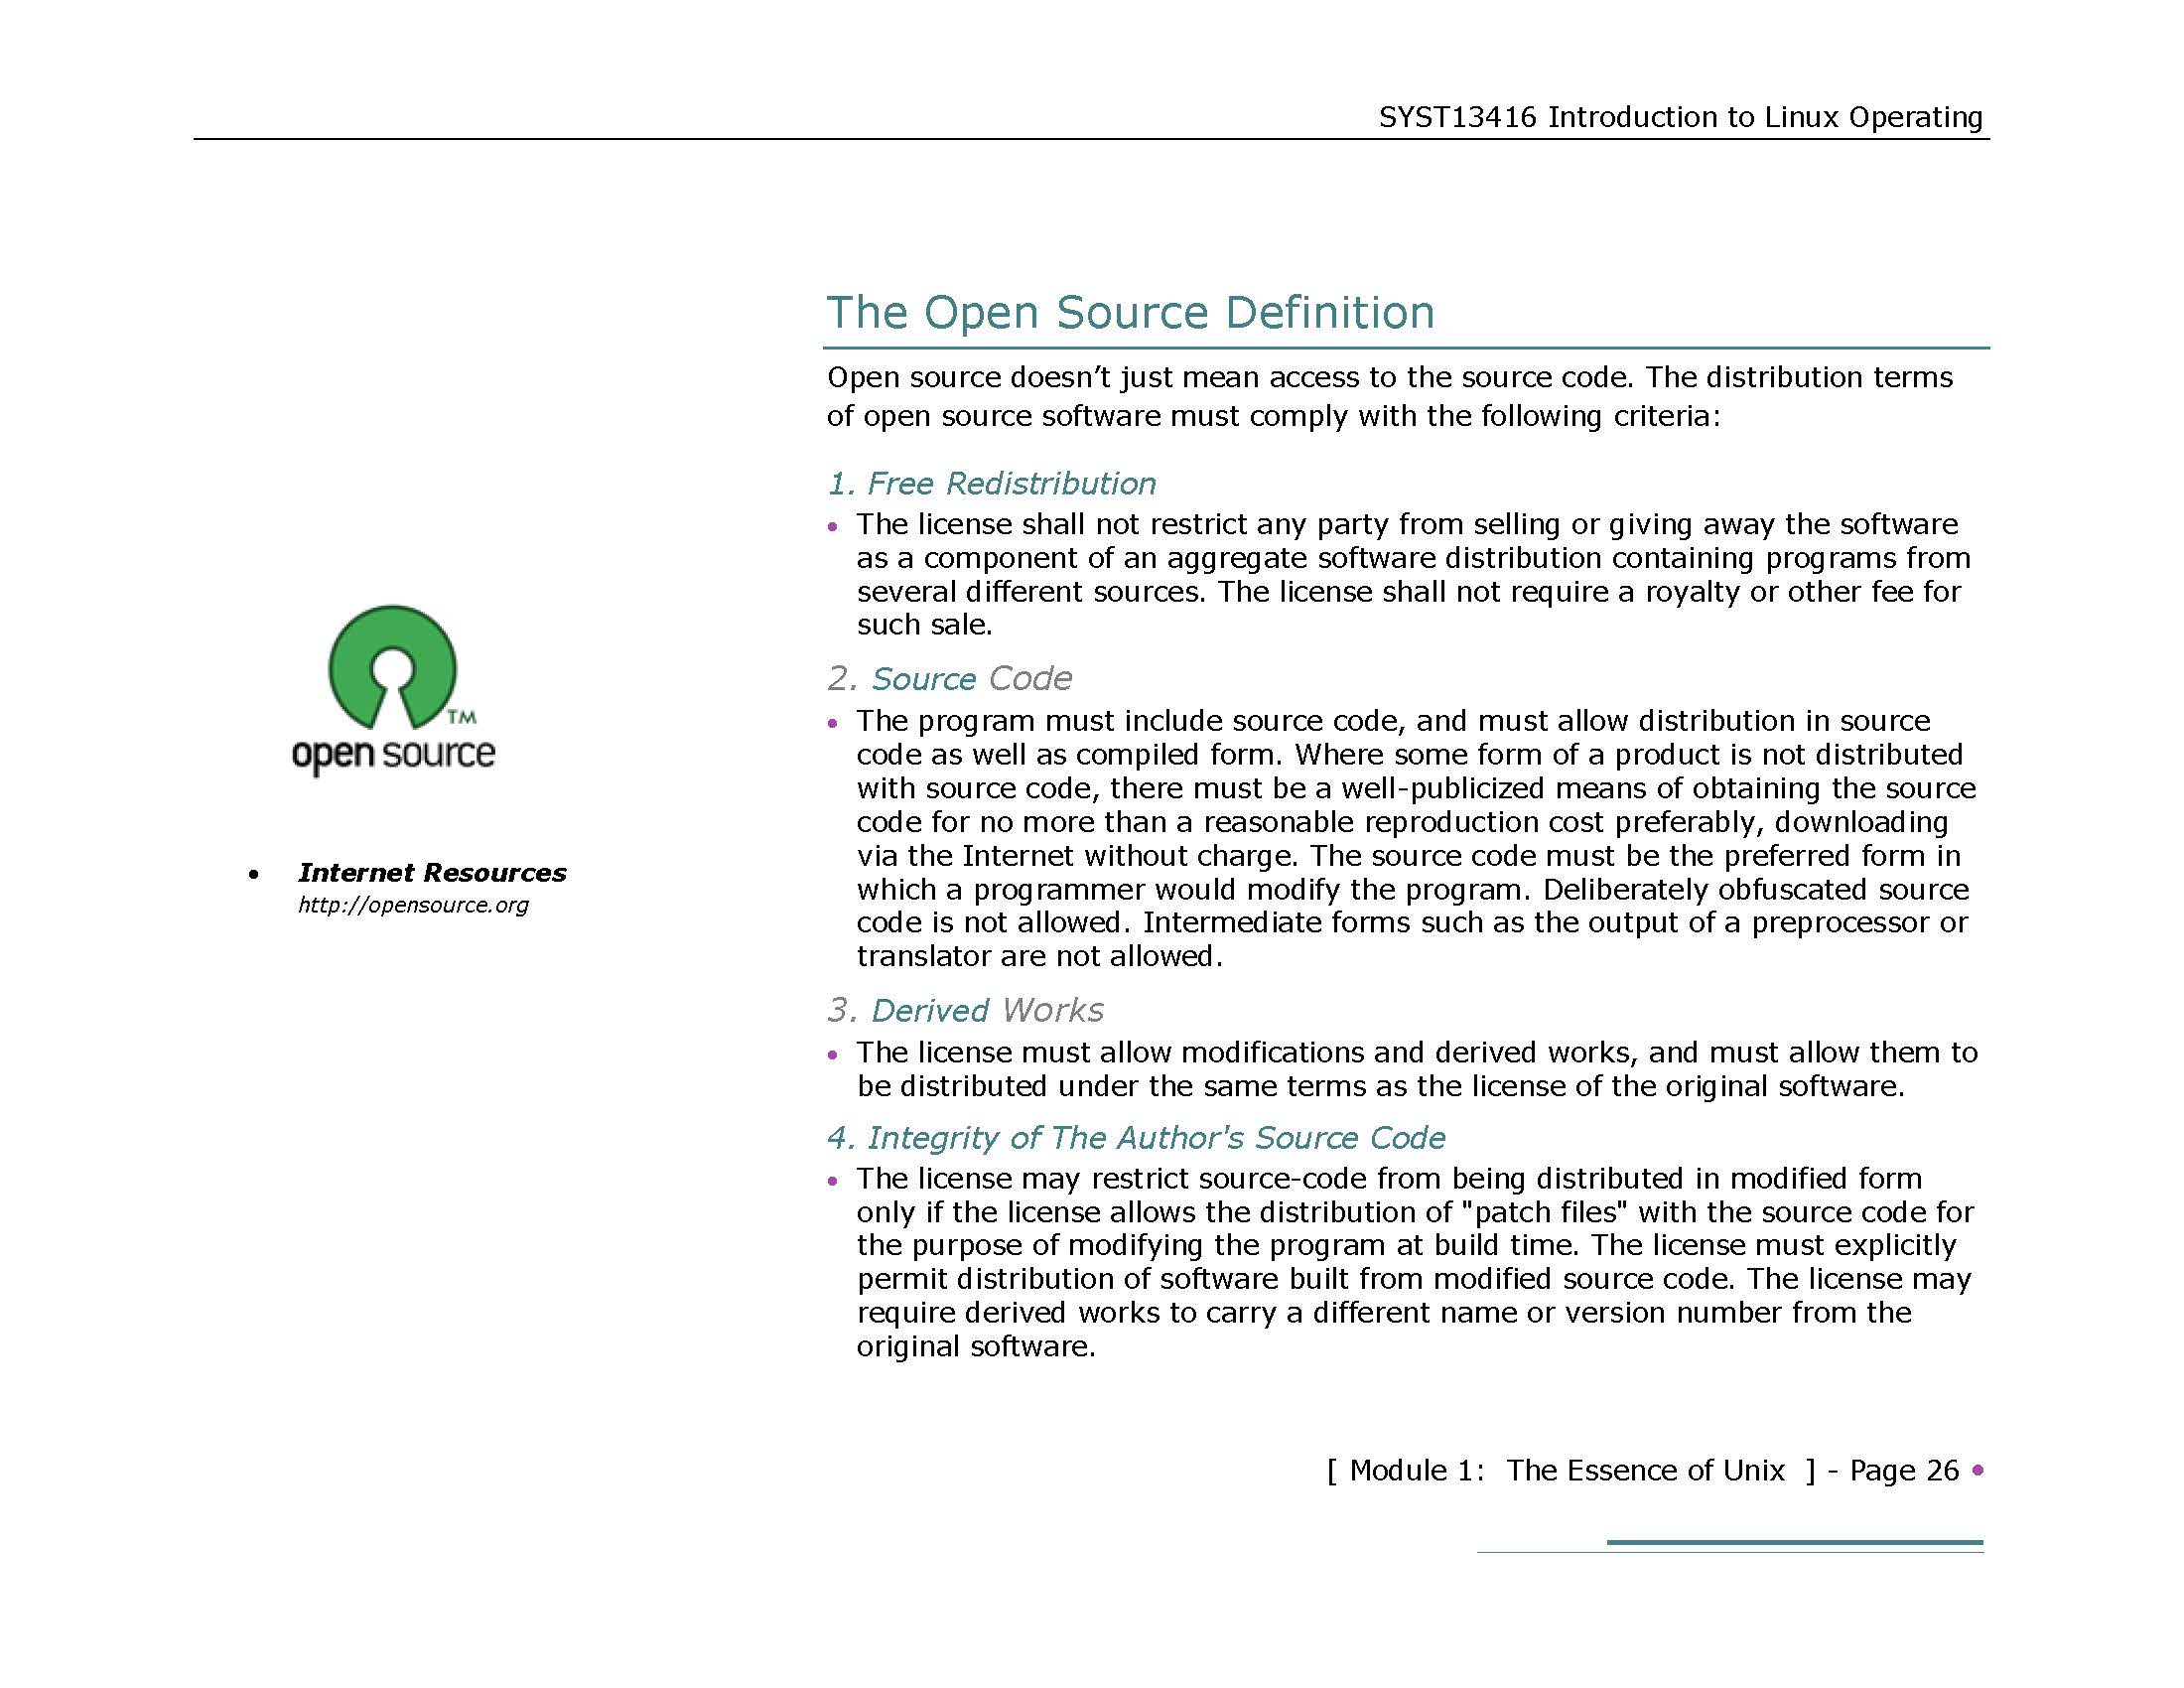 SYST13416 Introduction to Linux Operating
The Open Source Definition
Open source doesn’t just mean access to the source code. The distribution terms
of open source software must comply with the following criteria:
1. Free Redistribution
• The license shall not restrict any party from selling or giving away the software
as a component of an aggregate software distribution containing programs from
several different sources. The license shall not require a royalty or other fee for
such sale.
2. Source Code
• The program must include source code, and must allow distribution in source
code as well as compiled form. Where some form of a product is not distributed
with source code, there must be a well-publicized means of obtaining the source
code for no more than a reasonable reproduction cost preferably, downloading
via the Internet without charge. The source code must be the preferred form in
which a programmer would modify the program. Deliberately obfuscated source
code is not allowed. Intermediate forms such as the output of a preprocessor or
translator are not allowed.
3. Derived Works
• The license must allow modifications and derived works, and must allow them to
be distributed under the same terms as the license of the original software.
4. Integrity of The Author's Source Code
• The license may restrict source-code from being distributed in modified form
only if the license allows the distribution of "patch files" with the source code for
the purpose of modifying the program at build time. The license must explicitly
permit distribution of software built from modified source code. The license may
require derived works to carry a different name or version number from the
original software.
TM
open source
• Internet Resources
http://opensource.org
[ Module 1: The Essence of Unix ] - Page 26 •